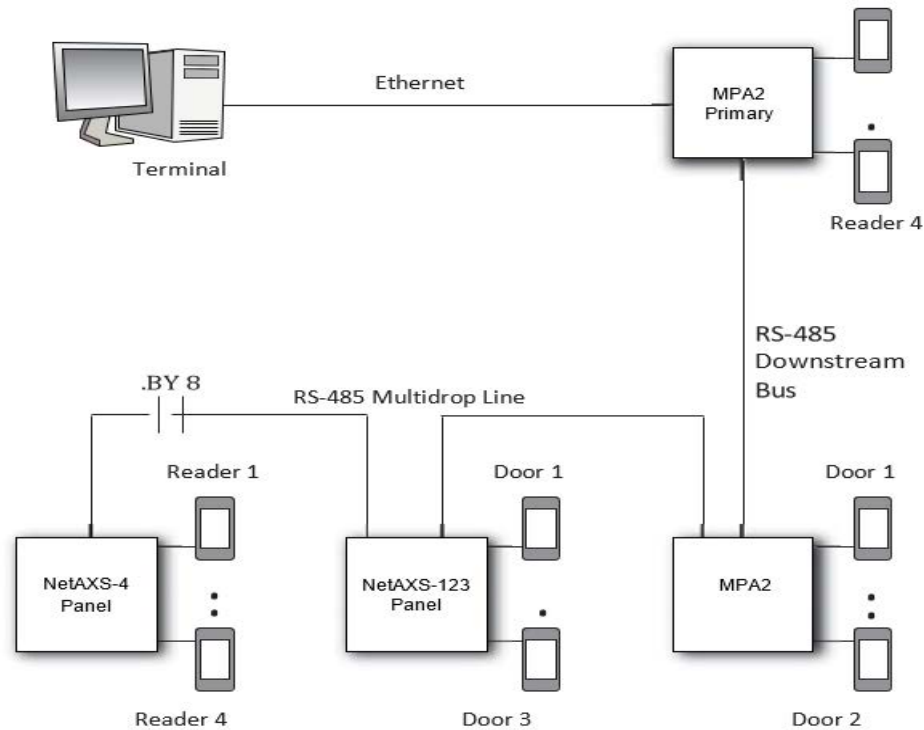 Ethernet
MPA2
Primary
Terminal
Reader 4
RS-485
Downstream
Bus
.BY 8
RS-485 Multidrop Line
Reader 1
Door 1
Door 1
NetAXS-4
Panel
NetAXS-123
Panel
MPA2
Reader 4
Door 3
Door 2